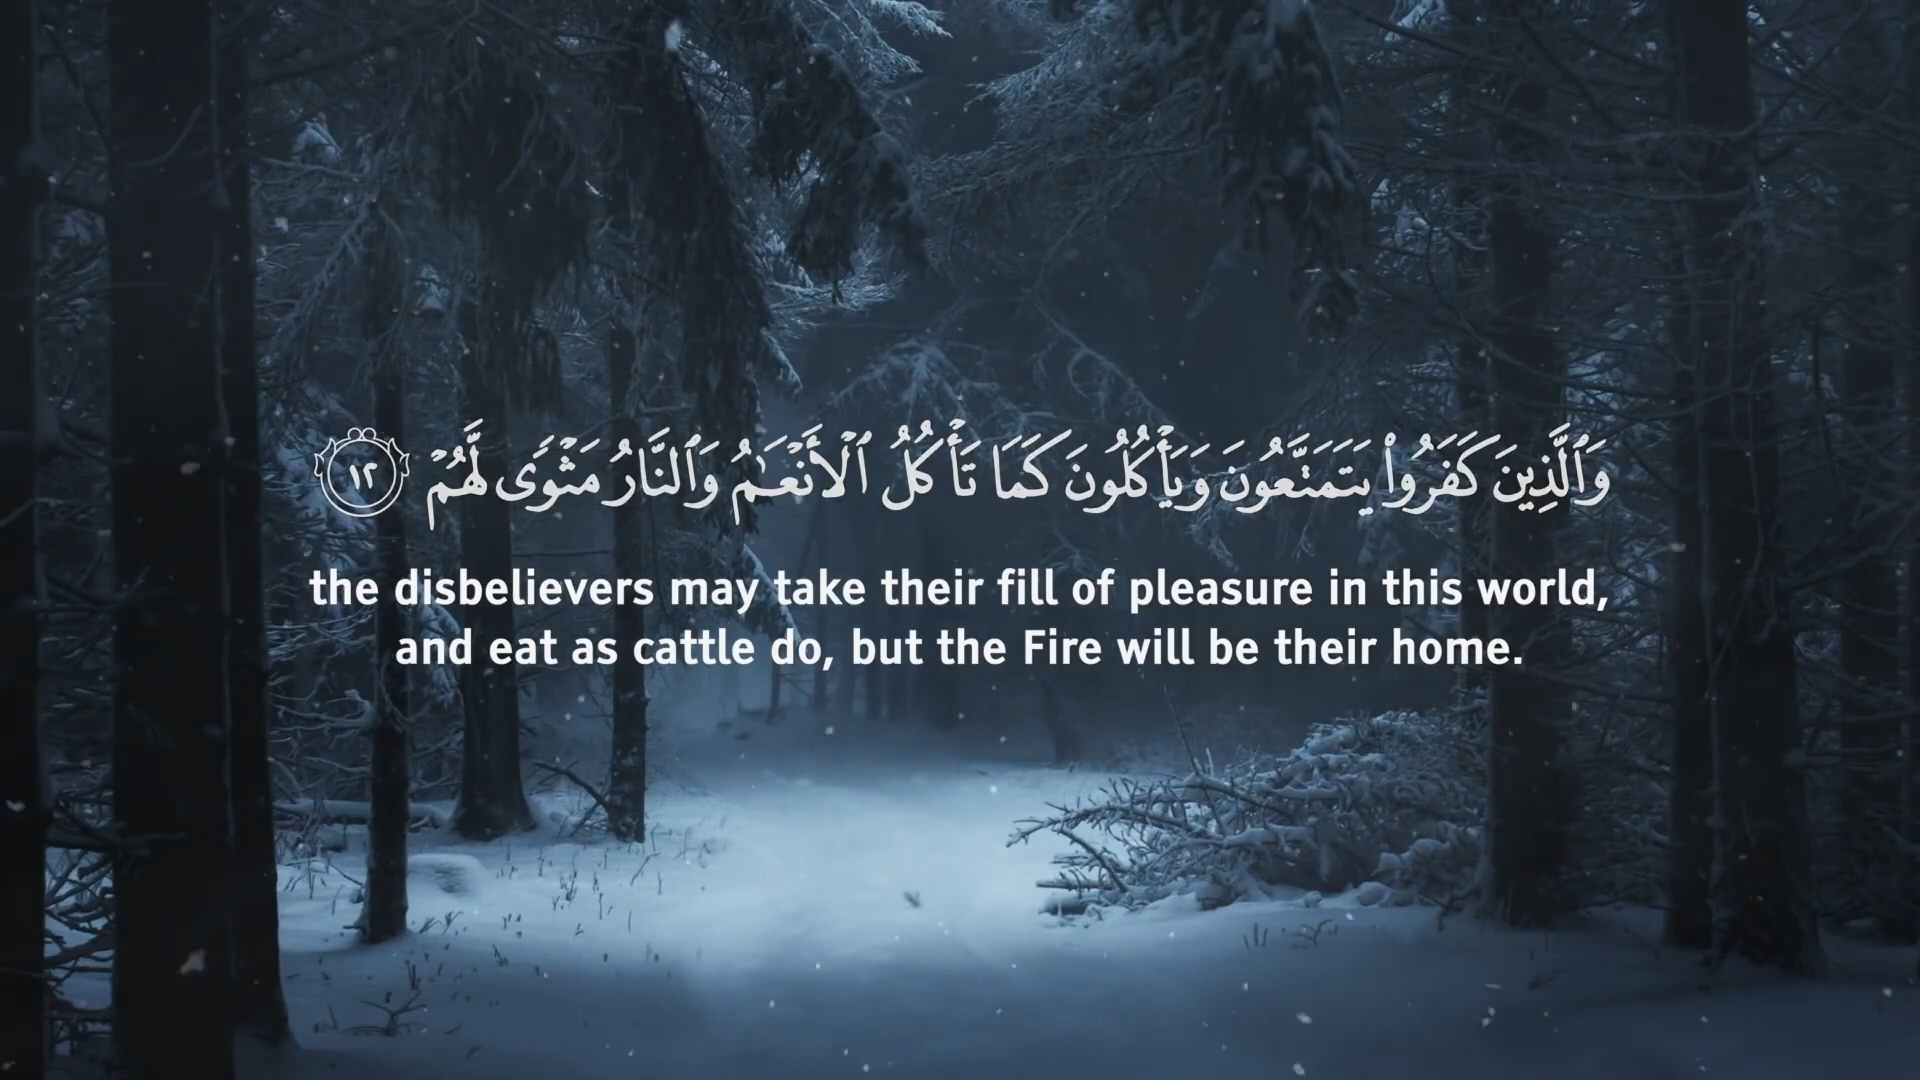 وَٱلَّذِينَ كَفَرُوا۟ يَتَمَتَّعُونَ وَيَأْكُلُونَ كَمَا تَأْكُلُ ٱلْأَنْعَـٰمُ وَٱلنَّارُ مَثْوًۭى لَّهُمْ ١٢
the disbelievers may take their fill of pleasure in this world,
and eat as cattle do, but the Fire will be their home.